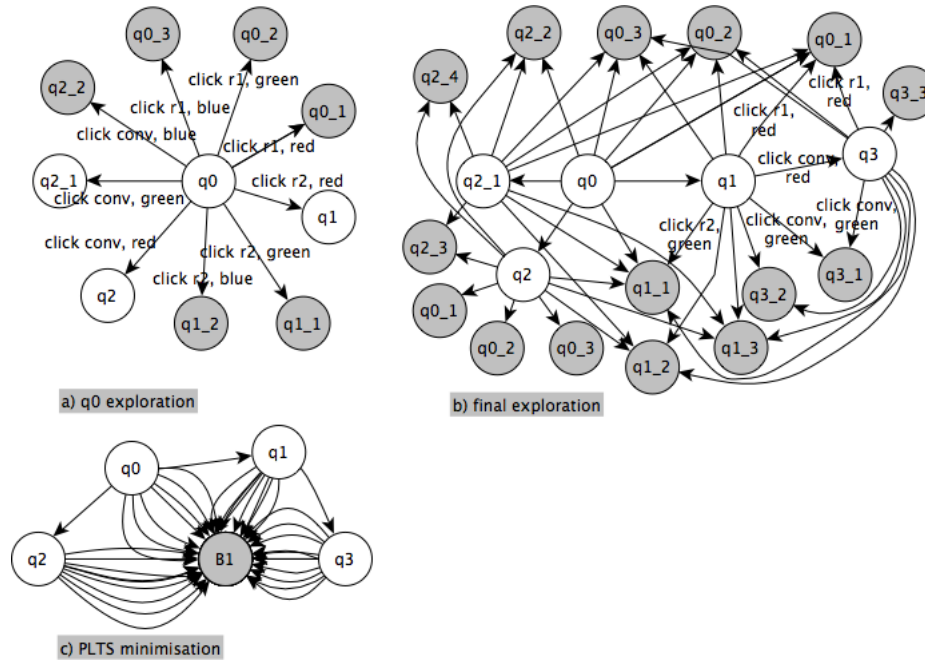 q0_3
q0_2
q2_2
q0_1
click r1, green
click r1, blue
click conv, blue
click r1, red
q2_1
q0
click r2, red
click conv, green
q1
click conv, red
click r2, green
click r2, blue
q2
q1_2
q1_1
a) q0 exploration
q2_2
q0_3
q0_2
q0_1
q2_4
q3_3
click r1,
red
click r1,
red
q3
click conv,
red
q2_1
q0
q1
click r2,
green
click conv,
green
click conv,
green
q2_3
q2
q1_1
q3_2
q3_1
q0_1
q0_2
q0_3
q1_2
q1_3
b) final exploration
q0
q1
q2
B1
q3
c) PLTS minimisation